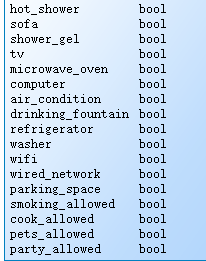 hot_shower bool
sofa bool
shower_gel bool
tv bool
microwave_oven bool
computer bool
air_condition bool
drinking_fountain bool
refrigerator bool
washer bool
wifi bool
wired_network bool
parking_space bool
smoking_allowed bool
cook_allowed bool
pets_allowed bool
party_allowed bool